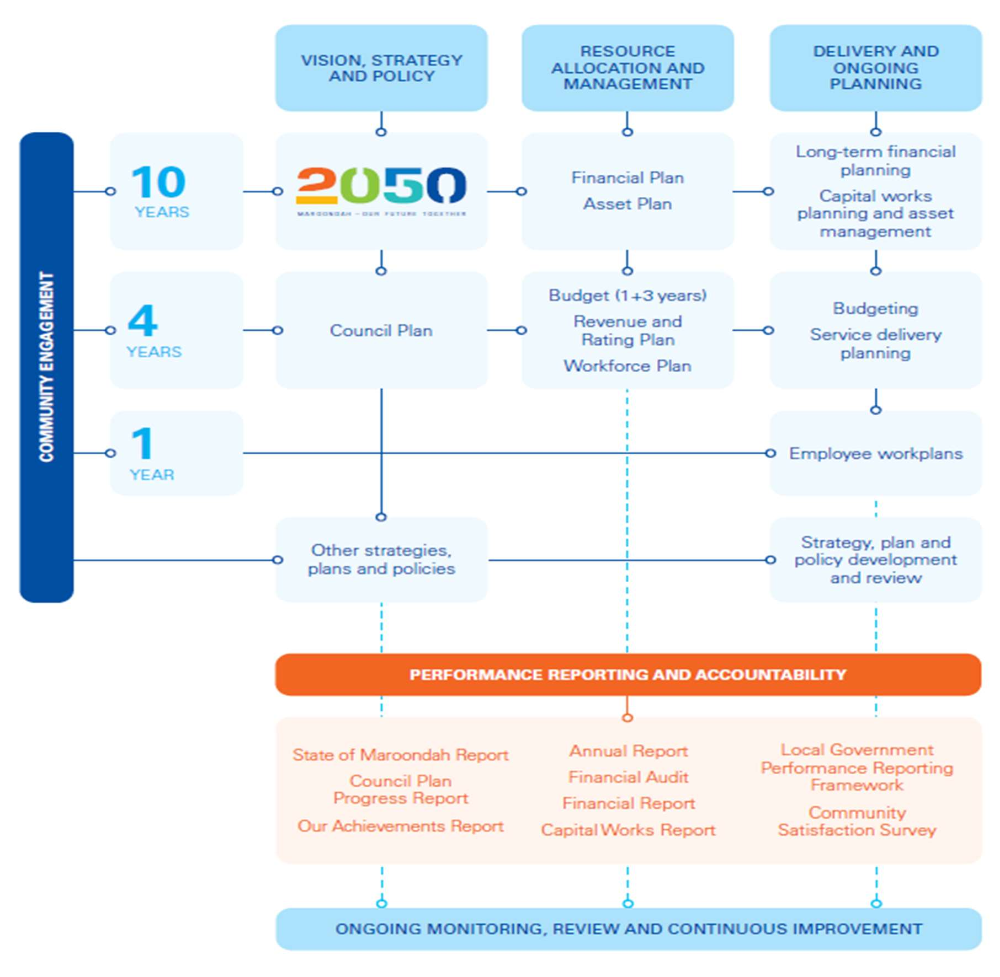 VISION, STRATEGY
AND POLICY
RESOURCE
ALLOCATION AND
MANAGEMENT
DELIVERY AND
ONGOING
PLANNING
COMMUNITY ENGAGEMENT
10
YEARS
2050
MAROONDAH – OUR FUTURE TOGETHER
Financial Plan
Asset Plan
Long-term financial
planning
Capital works
planning and asset
management
4
YEARS
Council Plan
Budget (1+3 years)
Revenue and
Rating Plan
Workforce Plan
Budgeting
Service delivery
planning
1
YEAR
Employee workplans
Other strategies,
plans and policies
Strategy, plan and
policy development
and review
PERFORMANCE REPORTING AND ACCOUNTABILITY
State of Maroondah Report
Council Plan
Progress Report
Our Achievements Report
Annual Report
Financial Audit
Financial Report
Capital Works Report
Local Government
Performance Reporting
Framework
Community
Satisfaction Survey
ONGOING MONITORING, REVIEW AND CONTINUOUS IMPROVEMENT